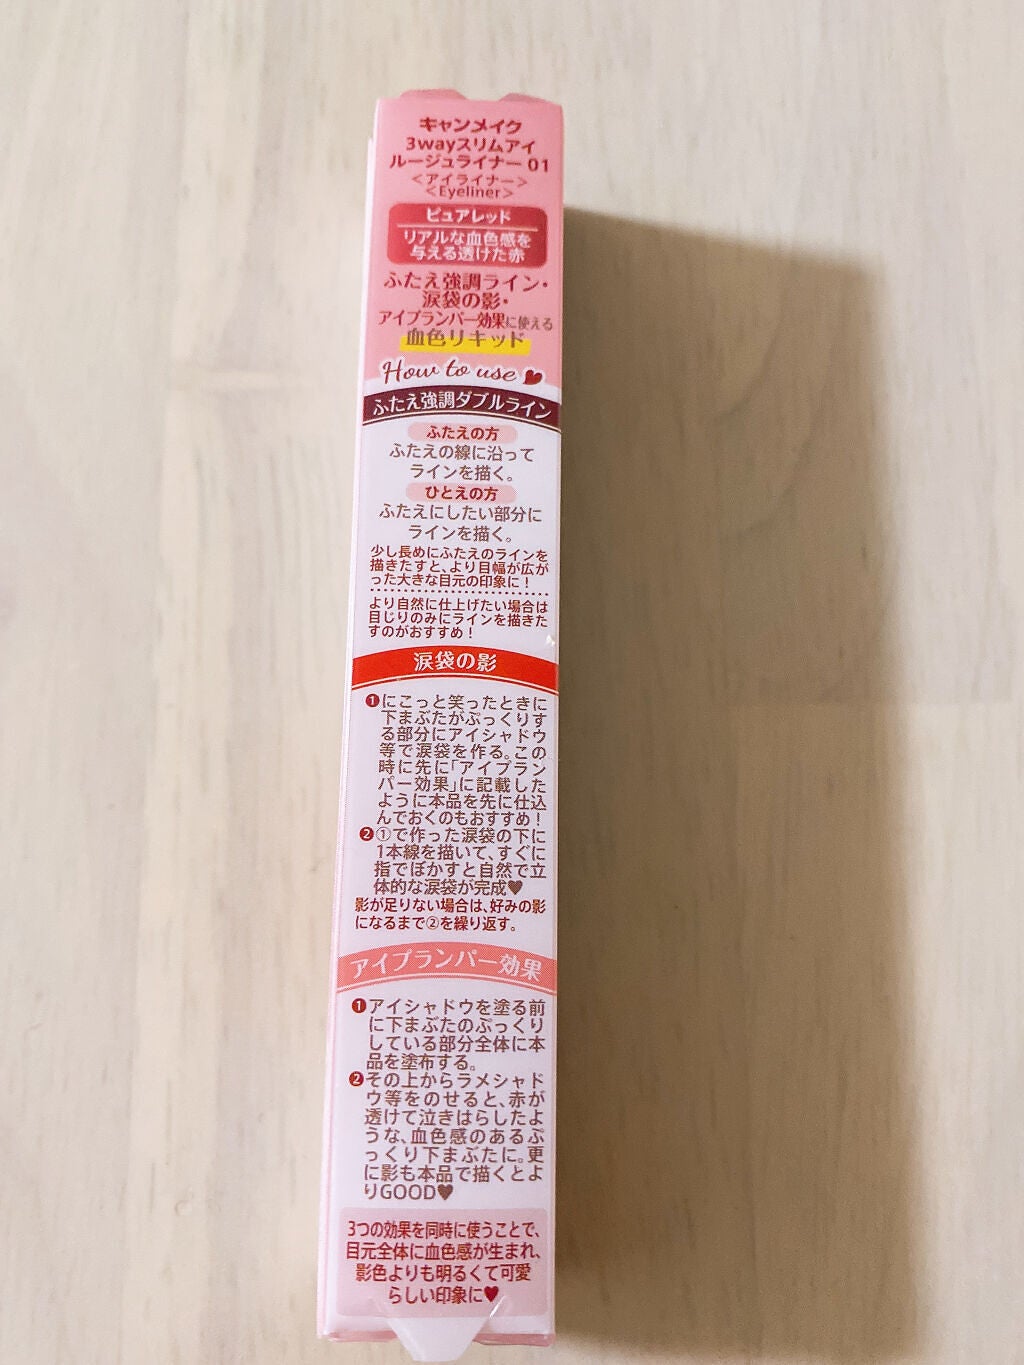 キャンメイク
3wayスリムアイ
ルージュライナー 01
<アイライナー>
<Eyeliner>
ピュアレッド
リアルな血色感を
与える透けた赤
ふたえ強調ライン・
涙袋の影・
アイプランパー効果に使える
血色リキッド
How to use
ふたえ強調ダブルライン
ふたえの方
ふたえの線に沿って
ラインを描く。
ひとえの方
ふたえにしたい部分に
ラインを描く。
少し長めにふたえのラインを
描きたすと、より目幅が広が
った大きな目元の印象に！
より自然に仕上げたい場合は
目じりのみにラインを描きた
すのがおすすめ！
涙袋の影
❶にこっと笑ったときに
下まぶたがぷっくりす
る部分にアイシャドウ
等で涙袋を作る。この
時に先に「アイプラン
パー効果」に記載した
ように本品を先に仕込
んでおくのもおすすめ！
❷①で作った涙袋の下に
1本線を描いて、すぐに
指でぼかすと自然で立
体的な涙袋が完成♥
影が足りない場合は、好みの影
になるまで②を繰り返す。
アイプランパー効果
❶アイシャドウを塗る前
に下まぶたのぷっくり
している部分全体に本
品を塗布する。
❷その上からラメシャド
ウ等をのせると、赤が
透けて泣きはらしたよ
うな、血色感のあるぷ
っくり下まぶたに。更
に影も本品で描くとよ
りGOOD♥
3つの効果を同時に使うことで、
目元全体に血色感が生まれ、
影色よりも明るくて可愛
らしい印象に♥